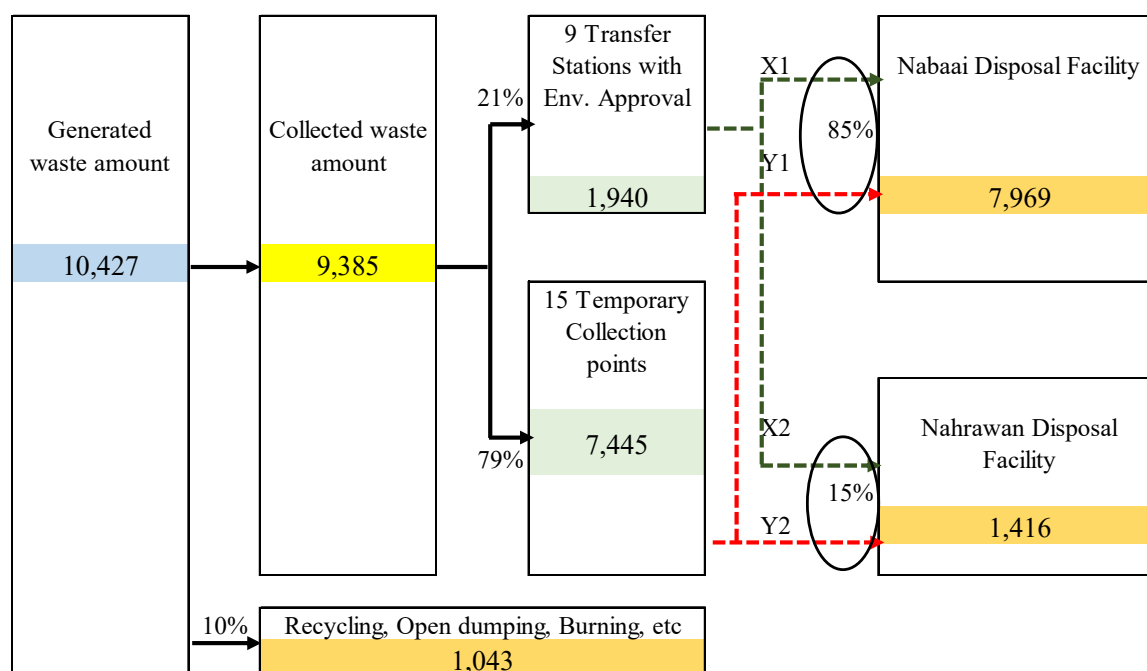 Generated
waste amount
10,427
Collected waste
amount
9,385
21%
79%
9 Transfer
Stations with
Env. Approval
1,940
15 Temporary
Collection
points
7,445
X1
Y1
85%
Nabaai Disposal Facility
7,969
X2
Y2
15%
Nahrawan Disposal
Facility
1,416
10%
Recycling, Open dumping, Burning, etc
1,043